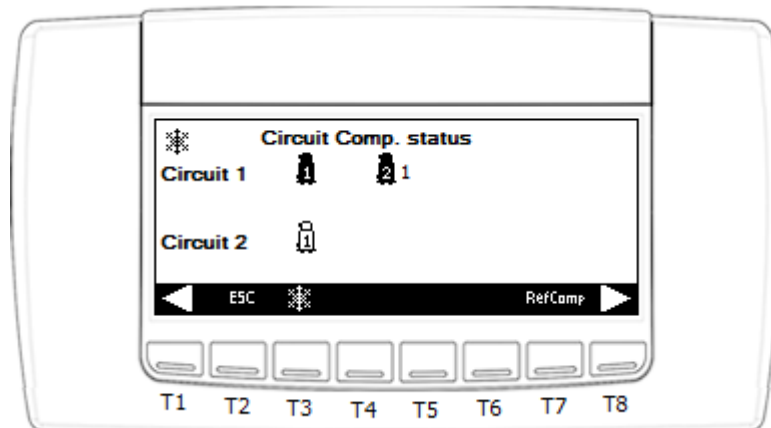 Circuit Comp. status
Circuit 1 1 2 1
Circuit 2 1
ESC RefComp
T1 T2 T3 T4 T5 T6 T7 T8